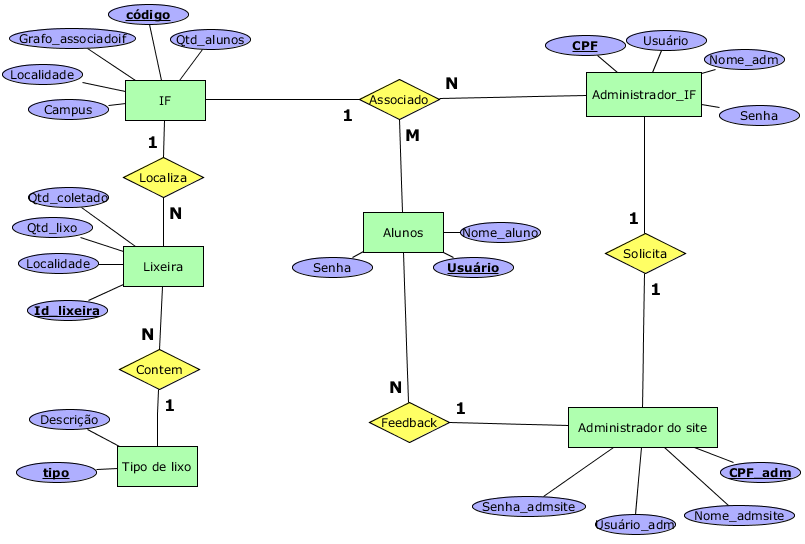 código
Grafo_associadoif
Qtd_alunos
CPF
Usuário
Nome_adm
Localidade
Campus
IF
Associado
1
N
Administrador_IF
Senha
1
M
Localiza
Qtd_coletado
N
Qtd_lixo
Alunos
Nome_aluno
1
Localidade
Lixeira
Senha
Usuário
Solicita
1
Id_lixeira
N
Contem
N
1
1
Feedback
Administrador do site
Descrição
Tipo de lixo
tipo
CPF_adm
Senha_admsite
Usuário_adm
Nome_admsite